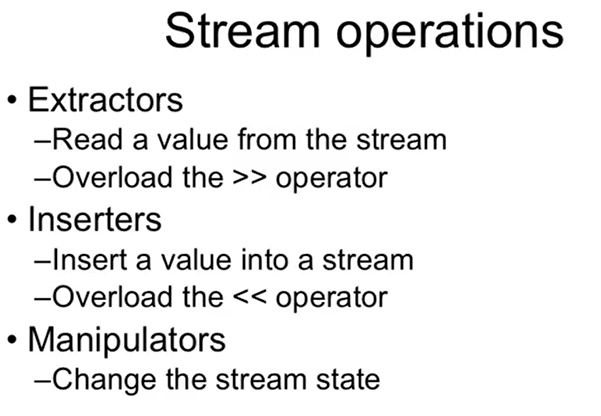 Stream operations
• Extractors
–Read a value from the stream
–Overload the >> operator
• Inserters
–Insert a value into a stream
–Overload the << operator
• Manipulators
–Change the stream state